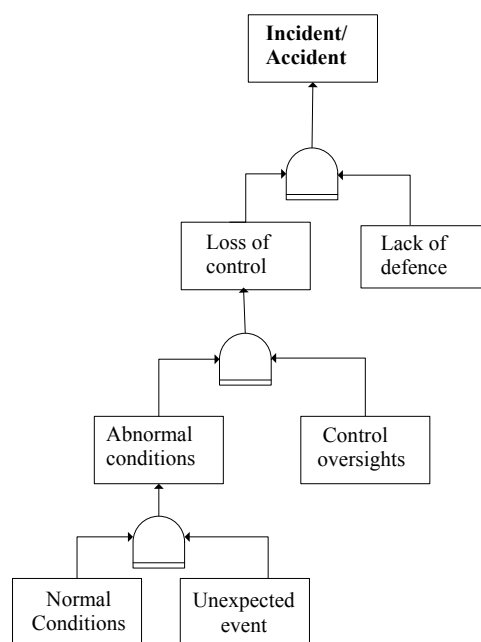 Incident/
Accident
Loss of
control
Lack of
defence
Abnormal
conditions
Control
oversights
Normal
Conditions
Unexpected
event